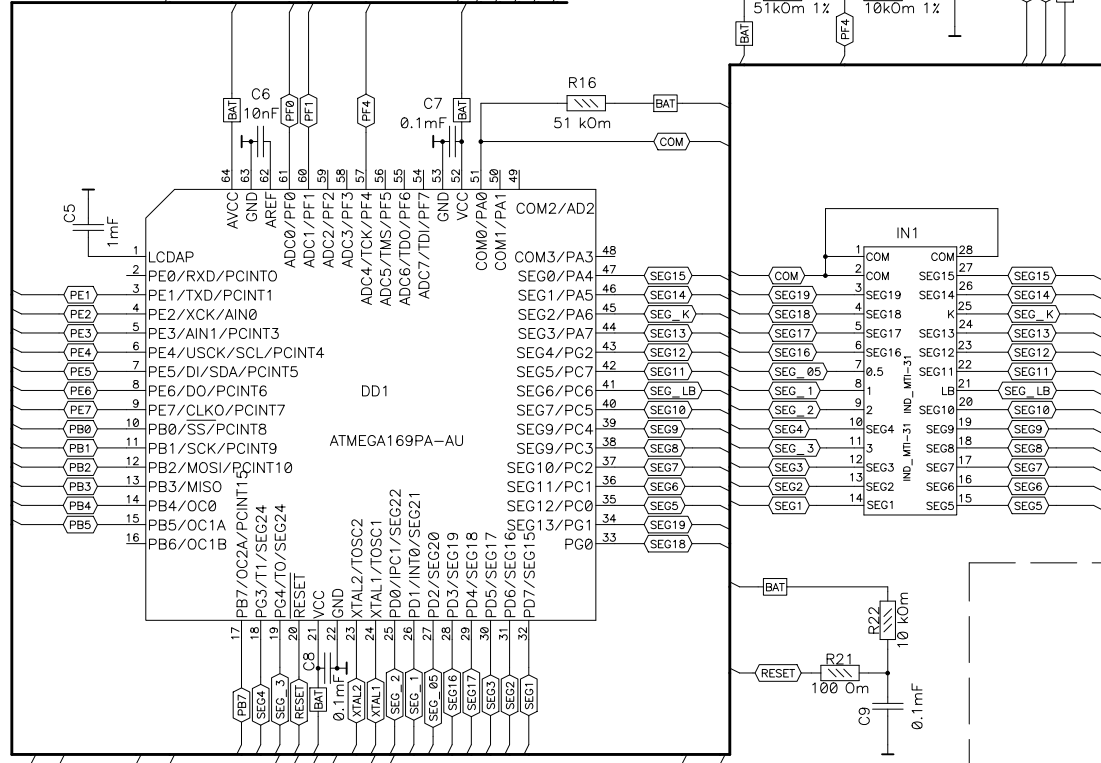 51kOm 1%
10kOm 1%
BAT
PF4
C6
10nF
C7
0.1mF
BAT
PF0
PF1
PF4
BAT
R16
51 kOm
BAT
COM
64
63
62
61
60
59
58
57
56
55
54
53
52
51
50
49
AVCC
GND
AREF
ADC0/PF0
ADC1/PF1
ADC2/PF2
ADC3/PF3
ADC4/TCK/PF4
ADC5/TMS/PF5
ADC6/TDO/PF6
ADC7/TDI/PF7
GND
VCC
COM0/PA0
COM1/PA1
COM2/AD2
C5
1mF
1 LCDAP
2 PE0/RXD/PCINT0
PE1 3 PE1/TXD/PCINT1
PE2 4 PE2/XCK/AIN0
PE3 5 PE3/AIN1/PCINT3
PE4 6 PE4/USCK/SCL/PCINT4
PE5 7 PE5/DI/SDA/PCINT5
PE6 8 PE6/DO/PCINT6
PE7 9 PE7/CLKO/PCINT7
PB0 10 PB0/SS/PCINT8
PB1 11 PB1/SCK/PCINT9
PB2 12 PB2/MOSI/PCINT10
PB3 13 PB3/MISO
PB4 14 PB4/OC0
PB5 15 PB5/OC1A
16 PB6/OC1B
DD1
ATMEGA169PA-AU
COM3/PA3 48
SEG0/PA4 47 SEG15
SEG1/PA5 46 SEG14
SEG2/PA6 45 SEG_K
SEG3/PA7 44 SEG13
SEG4/PG2 43 SEG12
SEG5/PC7 42 SEG11
SEG6/PC6 41 SEG_LB
SEG7/PC5 40 SEG10
SEG9/PC4 39 SEG9
SEG9/PC3 38 SEG8
SEG10/PC2 37 SEG7
SEG11/PC1 36 SEG6
SEG12/PC0 35 SEG5
SEG13/PG1 34 SEG19
PG0 33 SEG18
PB7/OC2A/PCINT15
PG3/T1/SEG24
PG4/TO/SEG24
RESET
VCC
GND
XTAL2/TOSC2
XTAL1/TOSC1
PD0/IPC1/SEG22
PD1/INT0/SEG21
PD2/SEG20
PD3/SEG19
PD4/SEG18
PD5/SEG17
PD6/SEG16
PD7/SEG15
17
18
19
20
21
22
23
24
25
26
27
28
29
30
31
32
PB7
SEG4
SEG_3
RESET
BAT
C8
0.1mF
XTAL2
XTAL1
SEG_2
SEG_1
SEG_05
SEG16
SEG17
SEG3
SEG2
SEG1
IN1
1 COM
COM 2 COM
SEG19 3 SEG19
SEG18 4 SEG18
SEG17 5 SEG17
SEG16 6 SEG16
SEG_05 7 0.5
SEG_1 8 1
SEG_2 9 2
SEG4 10 SEG4
SEG_3 11 3
SEG3 12 SEG3
SEG2 13 SEG2
SEG1 14 SEG1
IND_MTI-31
IND_MTI-31
COM 28
SEG15 27 SEG15
SEG14 26 SEG14
K 25 SEG_K
SEG13 24 SEG13
SEG12 23 SEG12
SEG11 22 SEG11
LB 21 SEG_LB
SEG10 20 SEG10
SEG9 19 SEG9
SEG8 18 SEG8
SEG7 17 SEG7
SEG6 16 SEG6
SEG5 15 SEG5
BAT
R22
10 kOm
RESET
R21
100 Om
C9
0.1mF